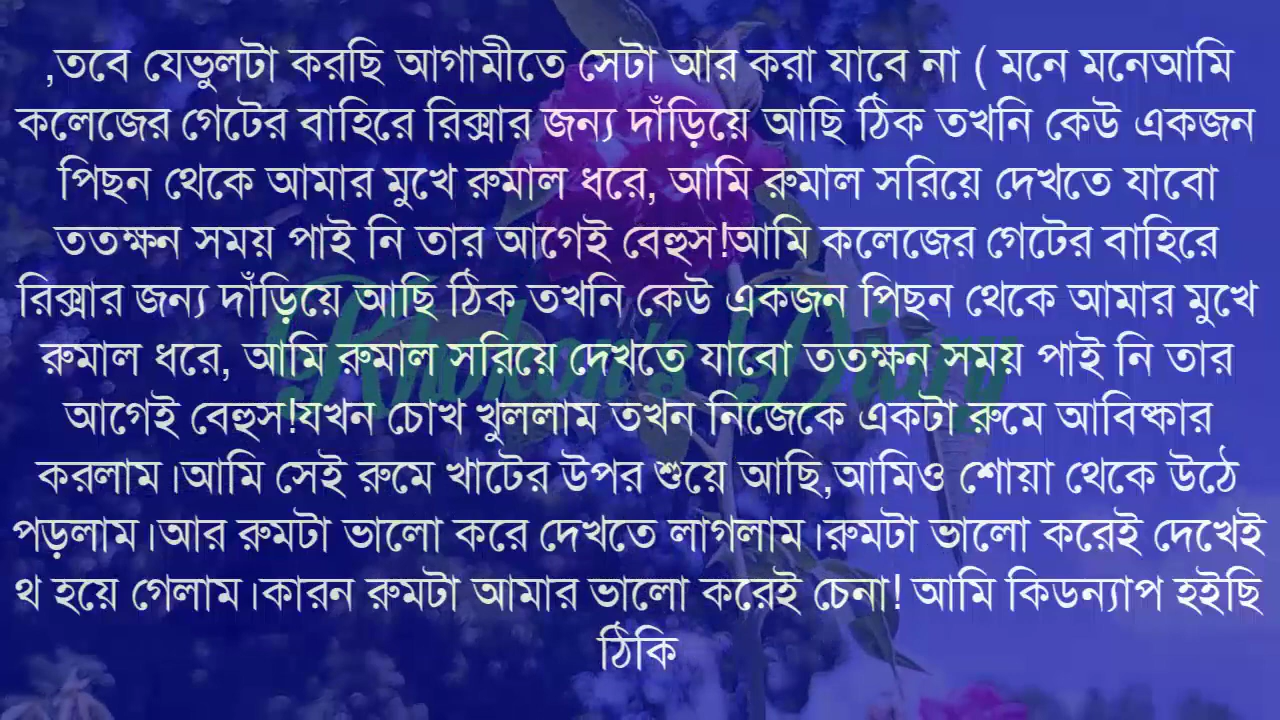 ,তবে যেভুলটা করছি আগামীতে সেটা আর করা যাবে না ( মনে মনেআমি
কলেজের গেটের বাহিরে রিক্সার জন্য দাঁড়িয়ে আছি ঠিক তখনি কেউ একজন
পিছন থেকে আমার মুখে রুমাল ধরে, আমি রুমাল সরিয়ে দেখতে যাবো
ততক্ষন সময় পাই নি তার আগেই বেহুস!আমি কলেজের গেটের বাহিরে
রিক্সার জন্য দাঁড়িয়ে আছি ঠিক তখনি কেউ একজন পিছন থেকে আমার মুখে
রুমাল ধরে, আমি রুমাল সরিয়ে দেখতে যাবো ততক্ষন সময় পাই নি তার
আগেই বেহুস!যখন চোখ খুললাম তখন নিজেকে একটা রুমে আবিষ্কার
করলাম।আমি সেই রুমে খাটের উপর শুয়ে আছি,আমিও শোয়া থেকে উঠে
পড়লাম।আর রুমটা ভালো করে দেখতে লাগলাম।রুমটা ভালো করেই দেখেই
থ হয়ে গেলাম।কারন রুমটা আমার ভালো করেই চেনা! আমি কিডন্যাপ হইছি
ঠিকি
Khokon's Diary